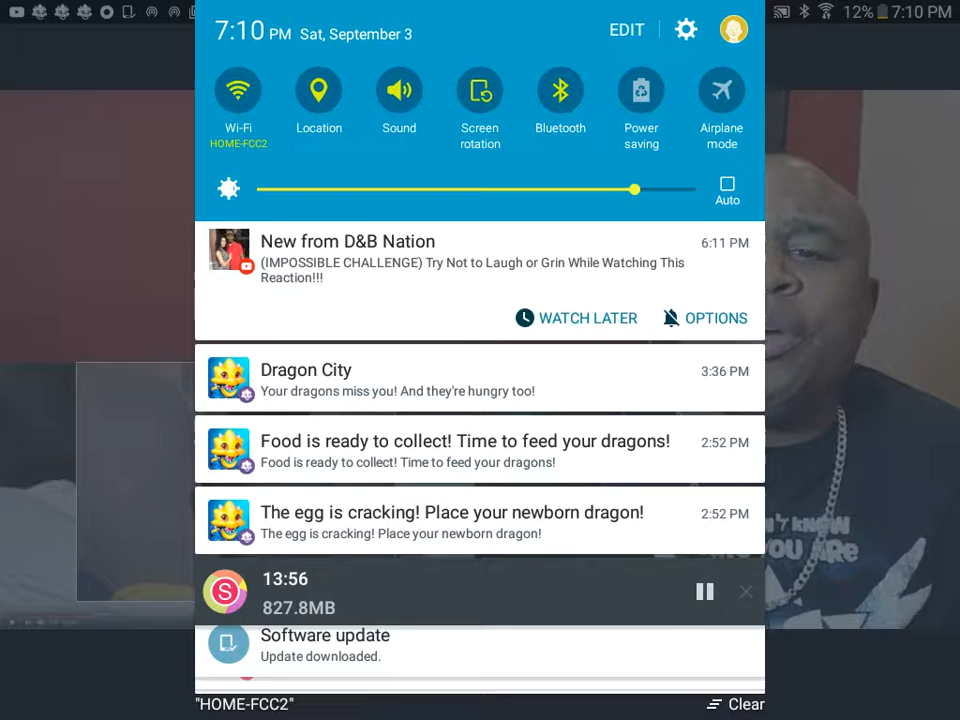 12% 7:10 PM
7:10 PM Sat, September 3
EDIT
Wi-Fi
HOME-FCC2
Location
Sound
Screen
rotation
Bluetooth
Power
saving
Airplane
mode
Auto
New from D&B Nation
6:11 PM
(IMPOSSIBLE CHALLENGE) Try Not to Laugh or Grin While Watching This
Reaction!!!
WATCH LATER
OPTIONS
Dragon City
3:36 PM
Your dragons miss you! And they're hungry too!
Food is ready to collect! Time to feed your dragons!
2:52 PM
Food is ready to collect! Time to feed your dragons!
The egg is cracking! Place your newborn dragon!
2:52 PM
The egg is cracking! Place your newborn dragon!
S
13:56
827.8MB
Software update
Update downloaded.
"HOME-FCC2"
Clear
KNOW
YOU ARE